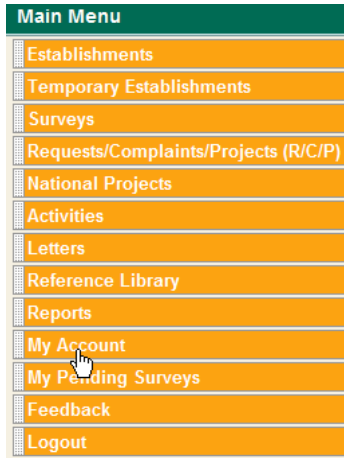 Main Menu
Establishments
Temporary Establishments
Surveys
Requests/Complaints/Projects (R/C/P)
National Projects
Activities
Letters
Reference Library
Reports
My Account
My Pending Surveys
Feedback
Logout